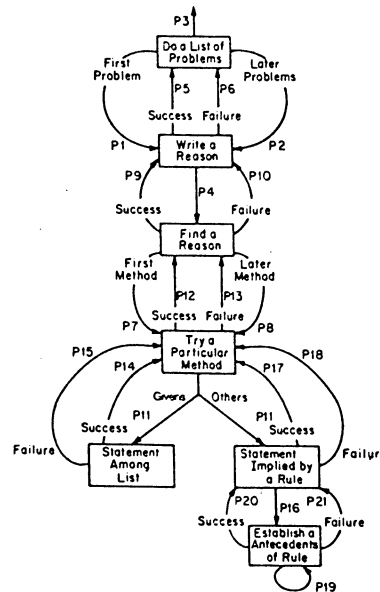 P3
Do a List of
Problems
First
Problem
Later
Problems
P5
P6
Success
Failure
P1
P2
Write a
Reason
P9
P4
P10
Success
Failure
Find a
Reason
First
Method
Later
Method
P12
P13
Success
Failure
P7
P8
Try a
Particular
Method
P15
P14
P17
P18
Givens
Others
P11
P11
Success
Success
Failure
Failur
Statement
Among
List
Statement
Implied by
a Rule
P20
P16
P21
Success
Failure
Establish a
Antecedents
of Rule
P19